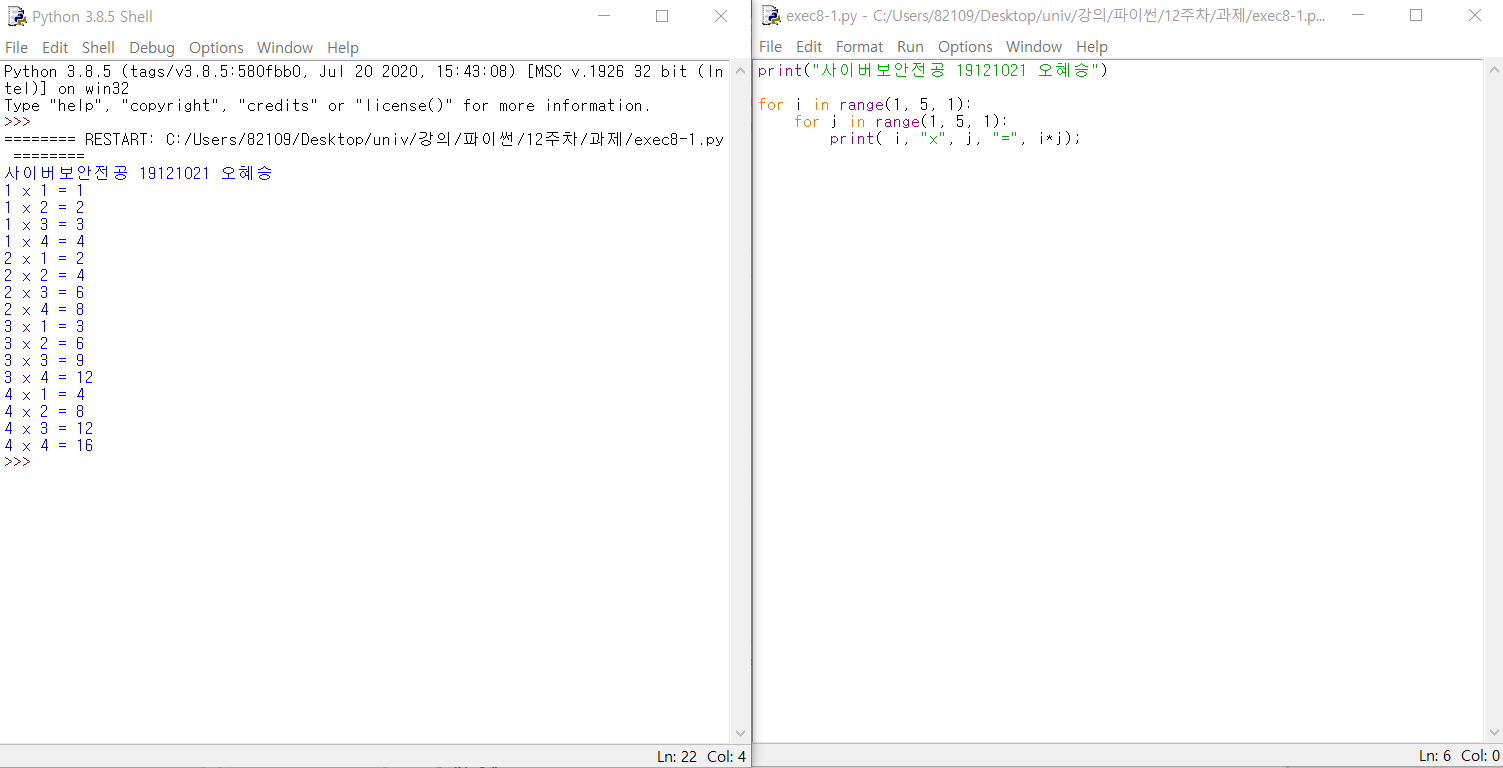 Python 3.8.5 Shell
File Edit Shell Debug Options Window Help
Python 3.8.5 (tags/v3.8.5:580fbb0, Jul 20 2020, 15:43:08) [MSC v.1926 32 bit (In
tel)] on win32
Type "help", "copyright", "credits" or "license()" for more information.
>>>
======== RESTART: C:/Users/82109/Desktop/univ/강의/파이썬/12주차/과제/exec8-1.py
========
사이버보안전공 19121021 오혜승
1 x 1 = 1
1 x 2 = 2
1 x 3 = 3
1 x 4 = 4
2 x 1 = 2
2 x 2 = 4
2 x 3 = 6
2 x 4 = 8
3 x 1 = 3
3 x 2 = 6
3 x 3 = 9
3 x 4 = 12
4 x 1 = 4
4 x 2 = 8
4 x 3 = 12
4 x 4 = 16
>>>
Ln: 22 Col: 4
exec8-1.py - C:/Users/82109/Desktop/univ/강의/파이썬/12주차/과제/exec8-1.p...
File Edit Format Run Options Window Help
print("사이버보안전공 19121021 오혜승")
for i in range(1, 5, 1):
    for j in range(1, 5, 1):
        print( i, "x", j, "=", i*j);
Ln: 6 Col: 0